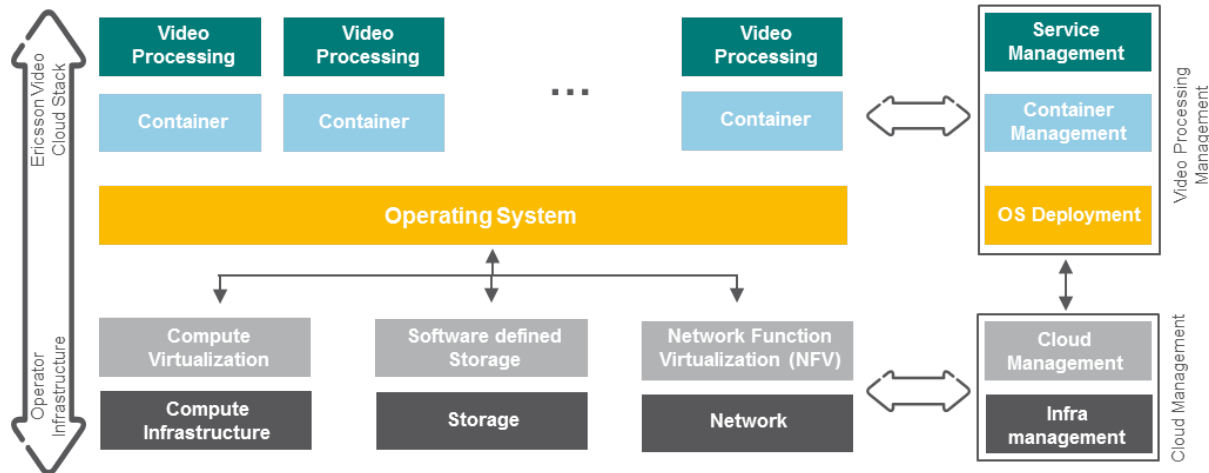 Ericsson Video
Cloud Stack
Video
Processing
Video
Processing
...
Video
Processing
Service
Management
Container
Container
Container
Container
Management
Video Processing
Management
Operating System
OS Deployment
Operator
Infrastructure
Compute
Virtualization
Software defined
Storage
Network Function
Virtualization (NFV)
Cloud
Management
Compute
Infrastructure
Storage
Network
Infra
management
Cloud Management